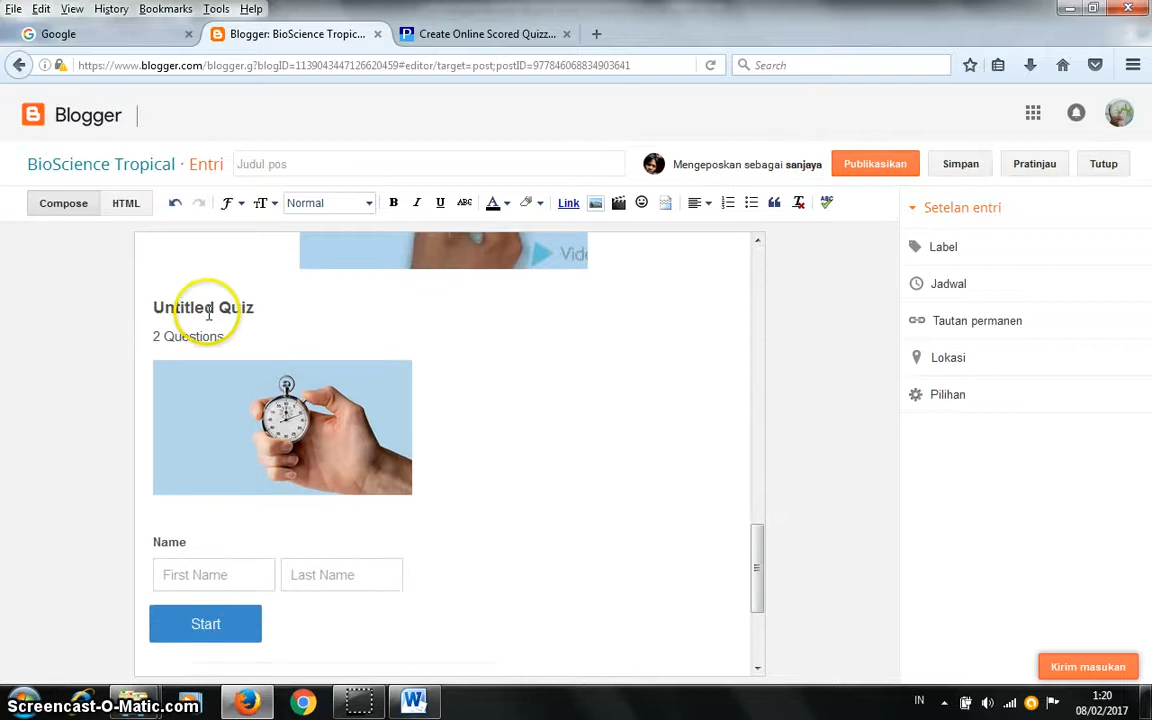 File Edit View History Bookmarks Tools Help
Google
Blogger: BioScience Tropic...
Create Online Scored Quizz...
https://www.blogger.com/blogger.g?blogID=1139043447126620459#editor/target=post;postID=977846068834903641
Search
Blogger
BioScience Tropical · Entri
Judul pos
Mengeposkan sebagai sanjaya
Publikasikan
Simpan
Pratinjau
Tutup
Compose
HTML
Normal
B I U ABC A
Link
Setelan entri
Label
Jadwal
Tautan permanen
Lokasi
Pilihan
Vide
Untitled Quiz
2 Questions
Name
First Name
Last Name
Start
Kirim masukan
Screencast-O-Matic.com
IN
1:20
08/02/2017